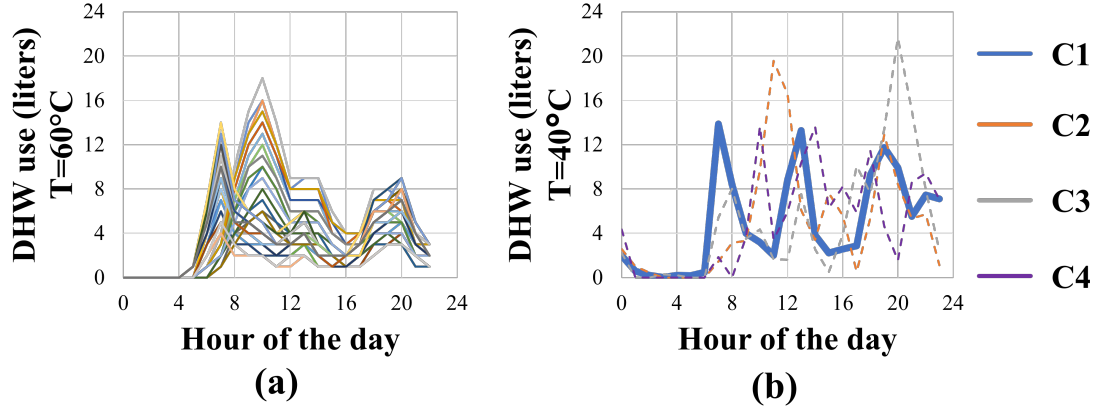 DHW use (liters)
T=60°C
24
20
16
12
8
4
0
0 4 8 12 16 20 24
Hour of the day
(a)
DHW use (liters)
T=40°C
24
20
16
12
8
4
0
0 4 8 12 16 20 24
Hour of the day
(b)
C1
C2
C3
C4